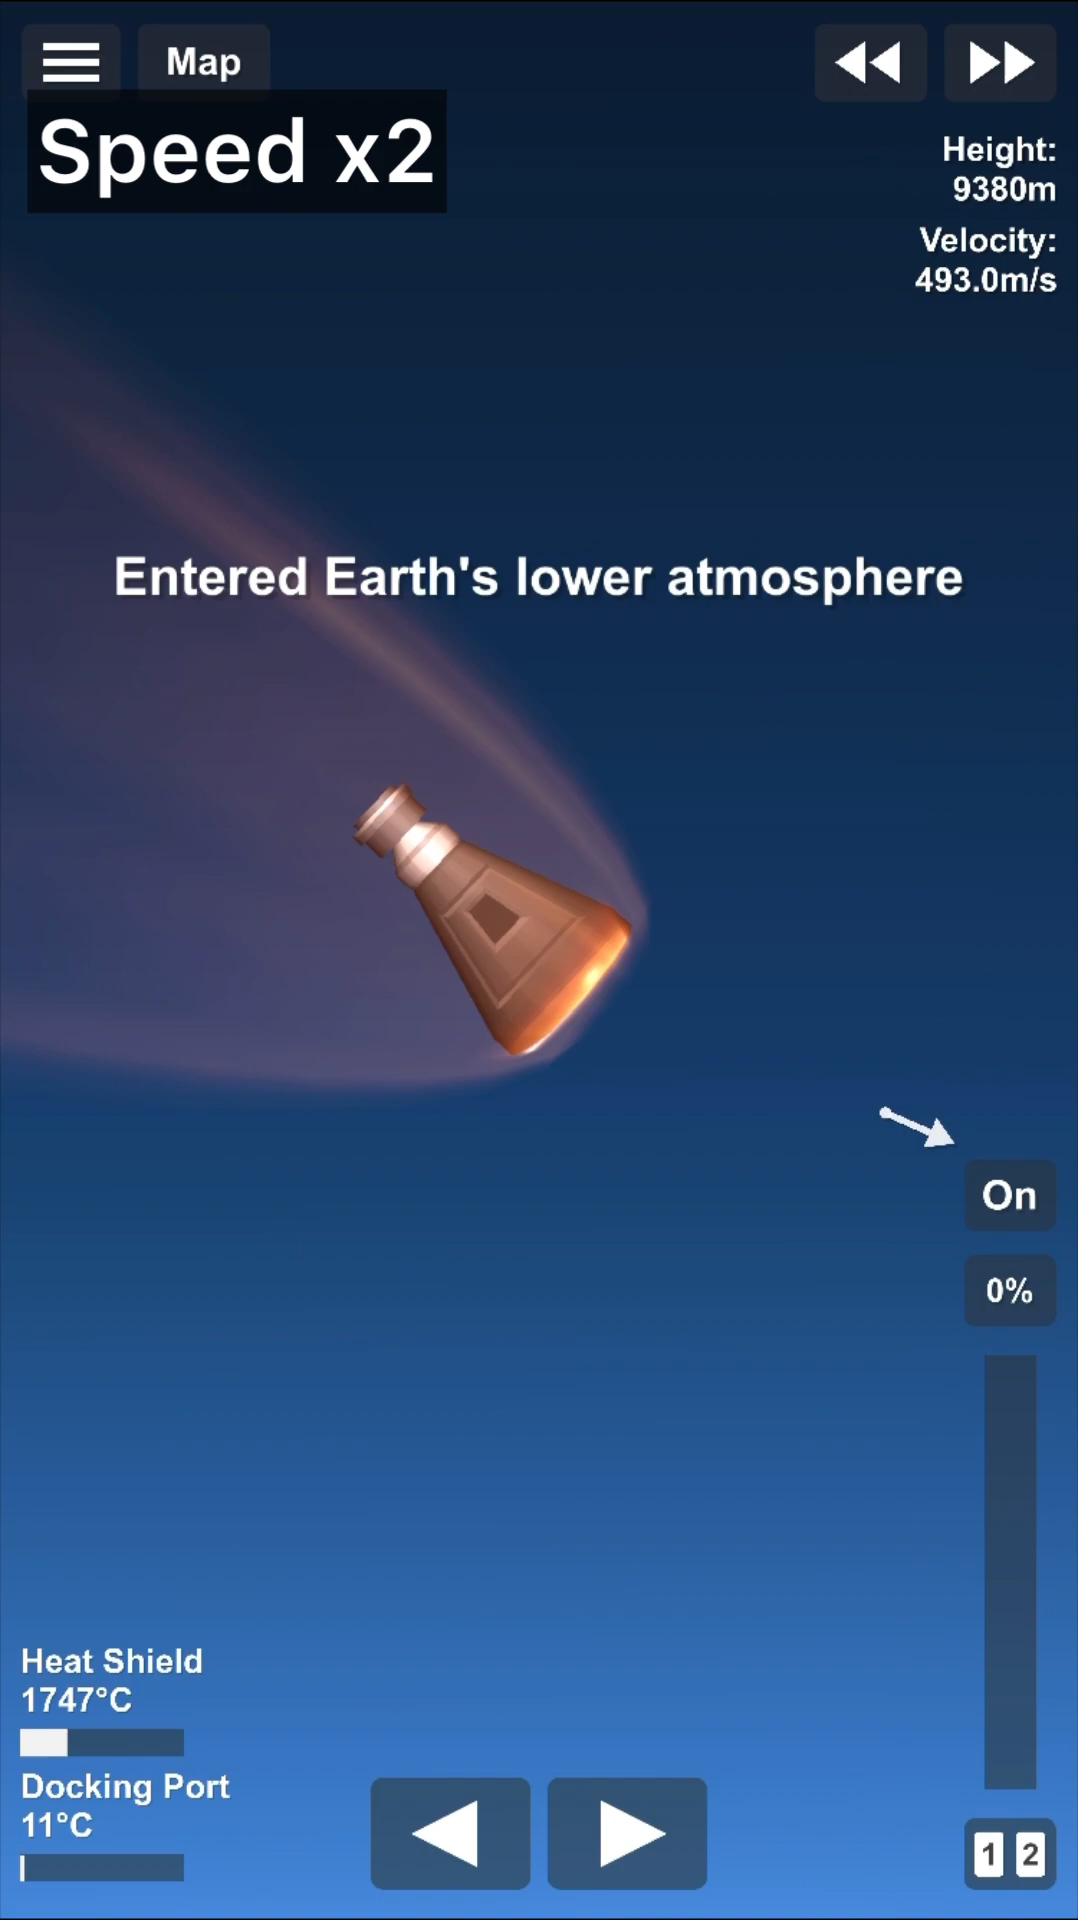 Map
Speed x2
Height:
9380m
Velocity:
493.0m/s
Entered Earth's lower atmosphere
On
0%
Heat Shield
1747°C
Docking Port
11°C
1 2